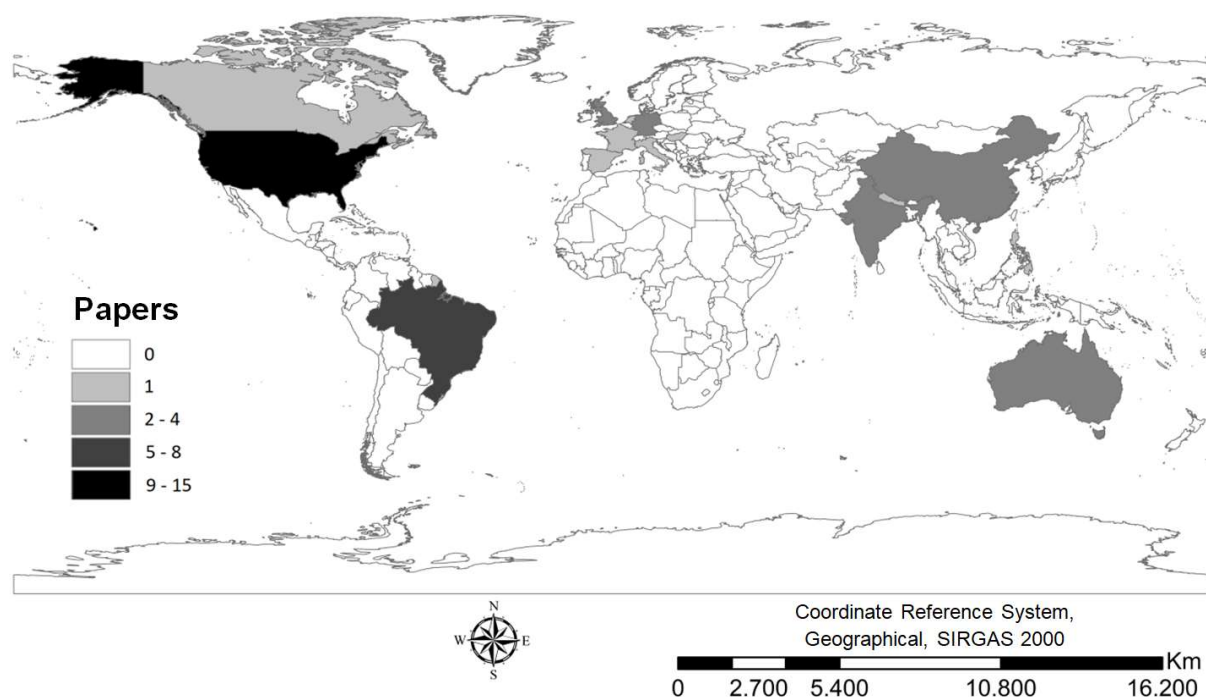 Papers
0
1
2 - 4
5 - 8
9 - 15
N
W E
S
Coordinate Reference System,
Geographical, SIRGAS 2000
Km
0 2.700 5.400 10.800 16.200